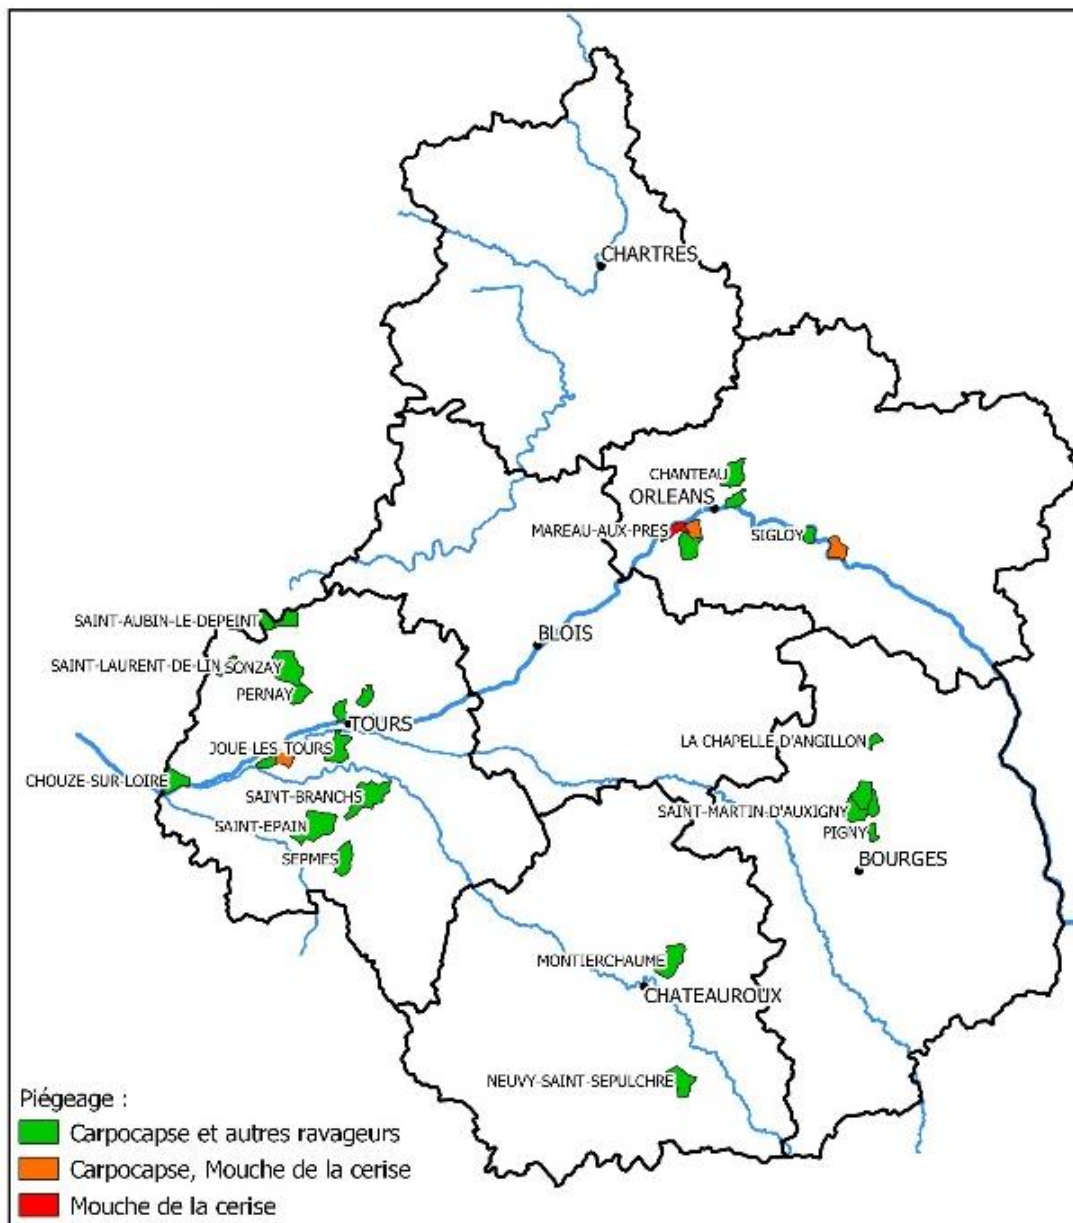 CHARTRES
CHANTEAU
ORLEANS
MAREAU-AUX-PRES
SIGLOY
SAINT-AUBIN-LE-DEPEINT
BLOIS
SAINT-LAURENT-DE-LIN
SONZAY
PERNAY
TOURS
LA CHAPELLE D'ANGILLON
JOUE-LES-TOURS
CHOUZE-SUR-LOIRE
SAINT-BRANCHS
SAINT-MARTIN-D'AUXIGNY
SAINT-EPAIN
PIGNY
SEPMES
BOURGES
MONTIERCHAUME
CHATEAUROUX
NEUVY-SAINT-SEPULCHRE
Piégeage :
Carpocapse et autres ravageurs
Carpocapse, Mouche de la cerise
Mouche de la cerise